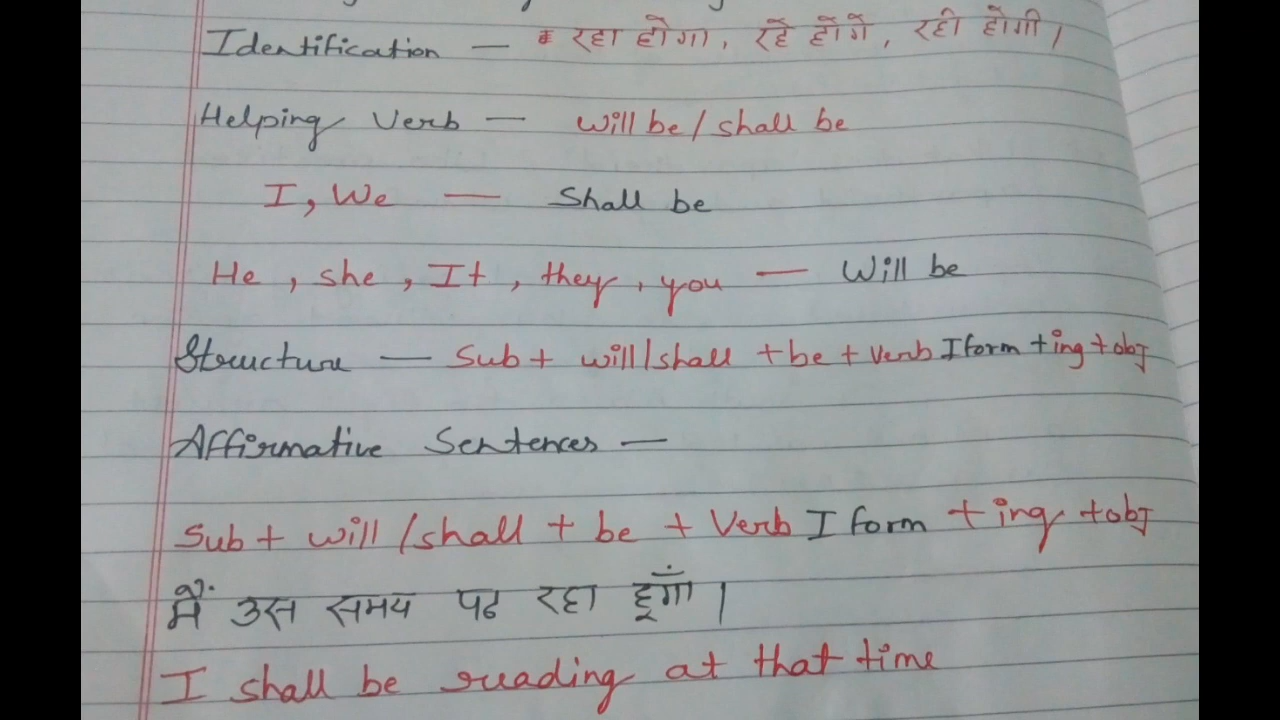 Identification — रहा होगा, रहे होंगे, रही होगी।
Helping Verb — will be/shall be
I, We — Shall be
He, she, It, they, you — Will be
Structure — Sub + will/shall + be + verb I form + ing + obj
Affirmative Sentences —
Sub + will/shall + be + Verb I form + ing + obj
मैं उस समय पढ रहा हूगाँ।
I shall be reading at that time